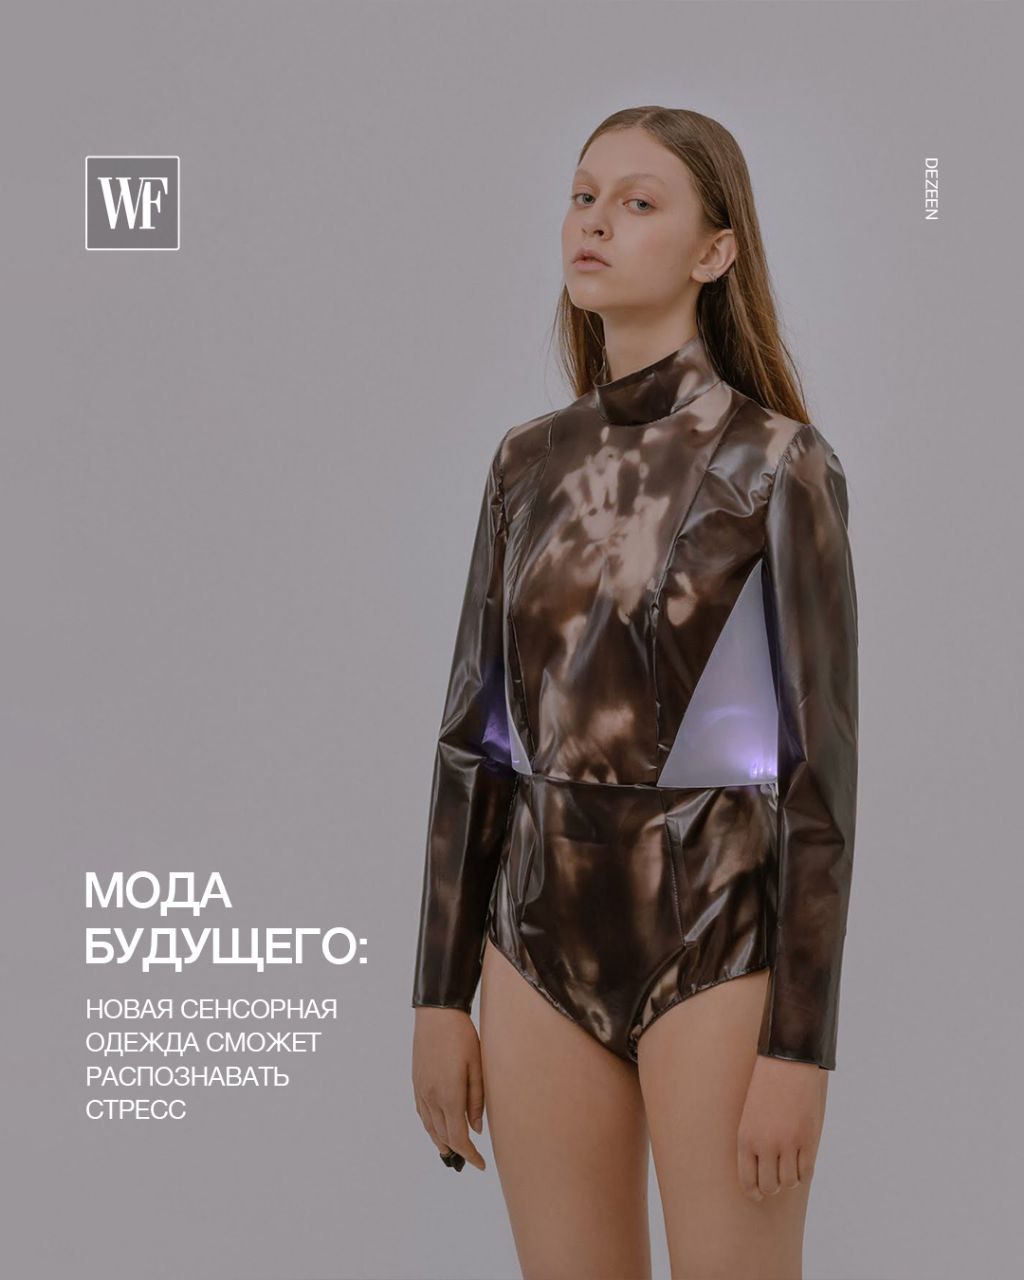 WF
DEZEEN
МОДА
БУДУЩЕГО:
НОВАЯ СЕНСОРНАЯ
ОДЕЖДА СМОЖЕТ
РАСПОЗНАВАТЬ
СТРЕСС